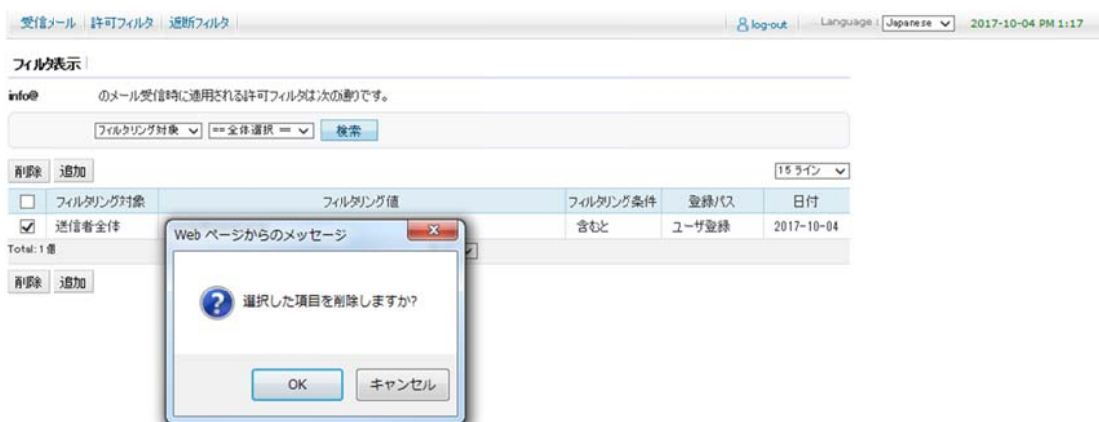 受信メール 許可フィルタ 遮断フィルタ log-out Language : Japanese 2017-10-04 PM 1:17
フィルタ表示
info@ のメール受信時に適用される許可フィルタは次の通りです。
フィルタリング対象 == 全体選択 == 検索
削除 追加 15 ライン
フィルタリング対象 フィルタリング値 フィルタリング条件 登録パス 日付
送信者全体 含むと ユーザ登録 2017-10-04
Total: 1 個
削除 追加
Web ページからのメッセージ
選択した項目を削除しますか?
OK キャンセル